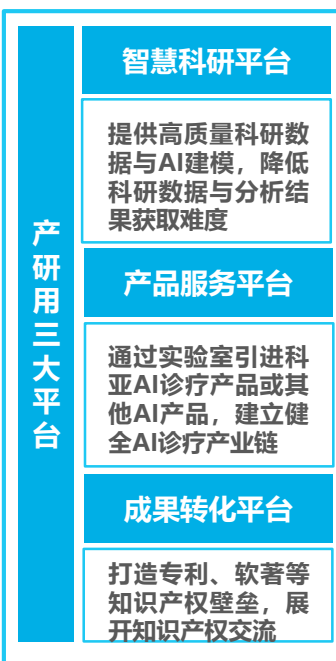 产研用三大平台
智慧科研平台
提供高质量科研数
据与AI建模，降低
科研数据与分析结
果获取难度
产品服务平台
通过实验室引进科
亚AI诊疗产品或其
他AI产品，建立健
全AI诊疗产业链
成果转化平台
打造专利、软著等
知识产权壁垒，展
开知识产权交流